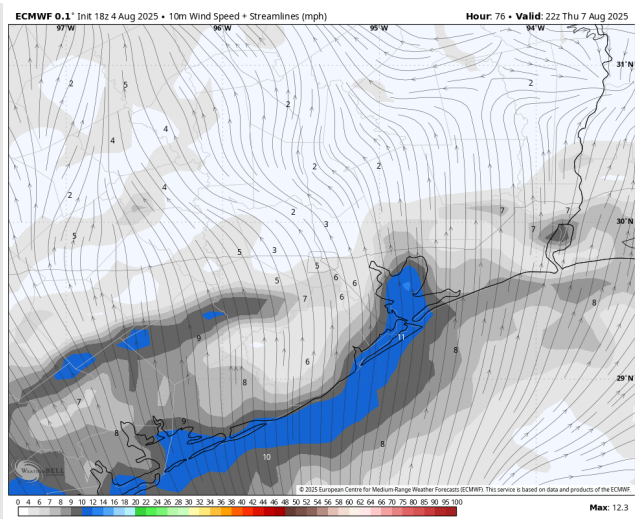 ECMWF 0.1° Init 18z 4 Aug 2025 • 10m Wind Speed + Streamlines (mph)
Hour: 76 • Valid: 22z Thu 7 Aug 2025
97°W 96°W 95°W 94°W
31°N
2 5 2 2
4 4
2 2
2 4
2 7 7
30°N
3 7
5 5 3
5 6
5 6
7 6 8
9
11
6 8
29°N
8
7
9
8 8
10
WEATHERBELL
© 2025 European Center for Medium-Range Weather Forecasts (ECMWF). This service is based on data and products of the ECMWF.
0 4 6 7 8 9 10 12 14 16 18 20 22 24 26 28 30 32 34 36 38 40 42 44 46 48 50 52 54 56 58 60 65 70 75 80 85 90 95 100
Max: 12.3